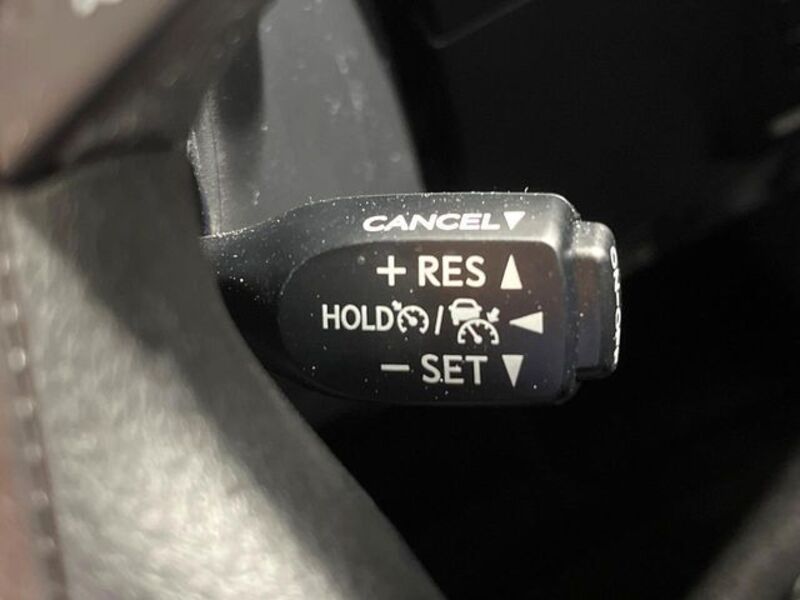 CANCEL▼
+ RES ▲
HOLD / ◀
− SET ▼